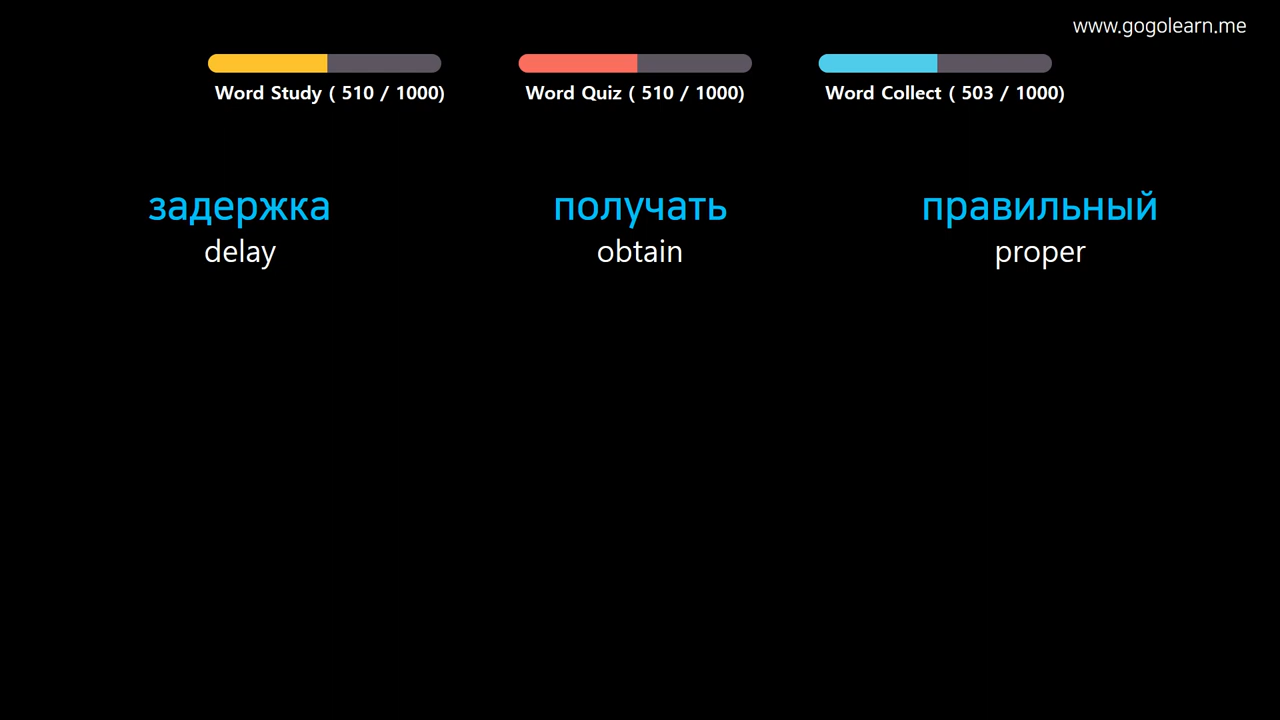 www.gogolearn.me
Word Study ( 510 / 1000)
Word Quiz ( 510 / 1000)
Word Collect ( 503 / 1000)
задержка
delay
получать
obtain
правильный
proper